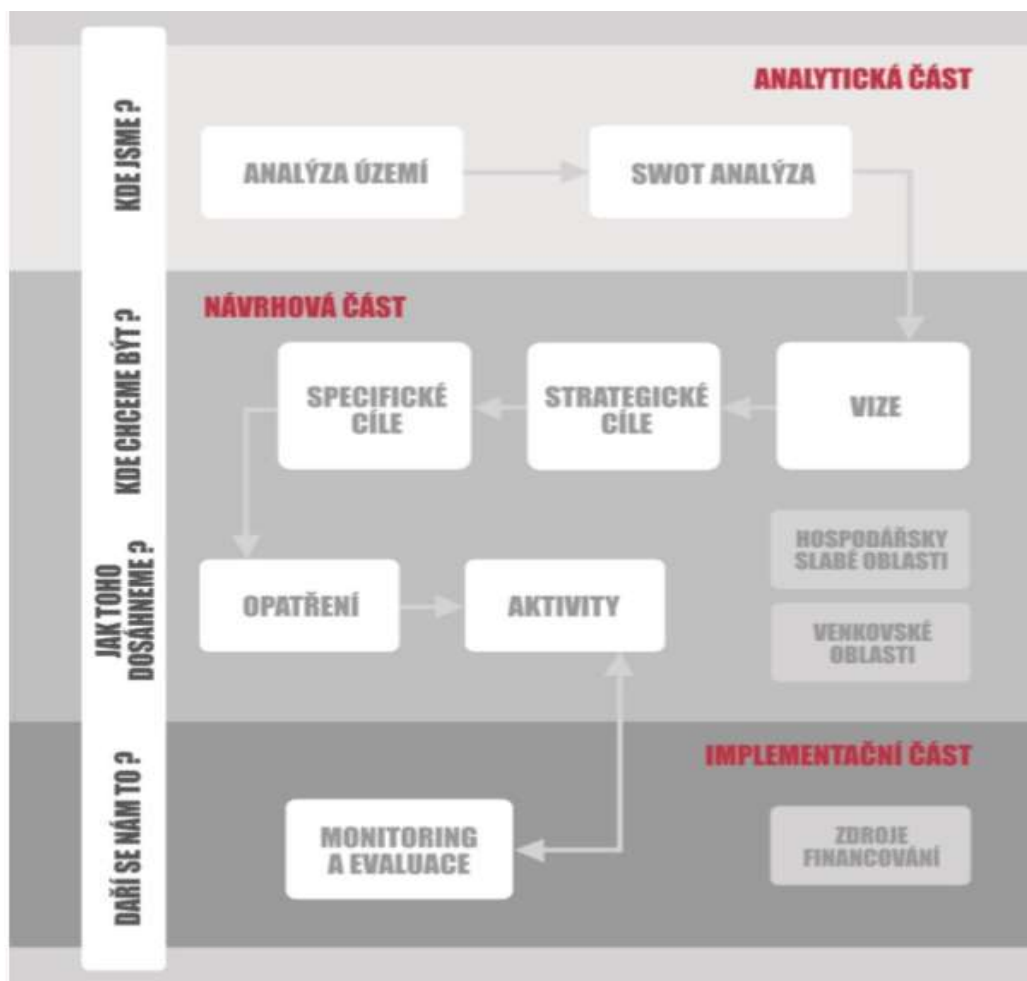 KDE JSME ?
ANALYTICKÁ ČÁST
ANALÝZA ÚZEMÍ
SWOT ANALÝZA
KDE CHCEME BÝT ?
NÁVRHOVÁ ČÁST
SPECIFICKÉ
CÍLE
STRATEGICKÉ
CÍLE
VIZE
HOSPODÁŘSKY
SLABÉ OBLASTI
JAK TOHO
DOSÁHNEME ?
OPATŘENÍ
AKTIVITY
VENKOVSKÉ
OBLASTI
DAŘÍ SE NÁM TO ?
IMPLEMENTAČNÍ ČÁST
MONITORING
A EVALUACE
ZDROJE
FINANCOVÁNÍ